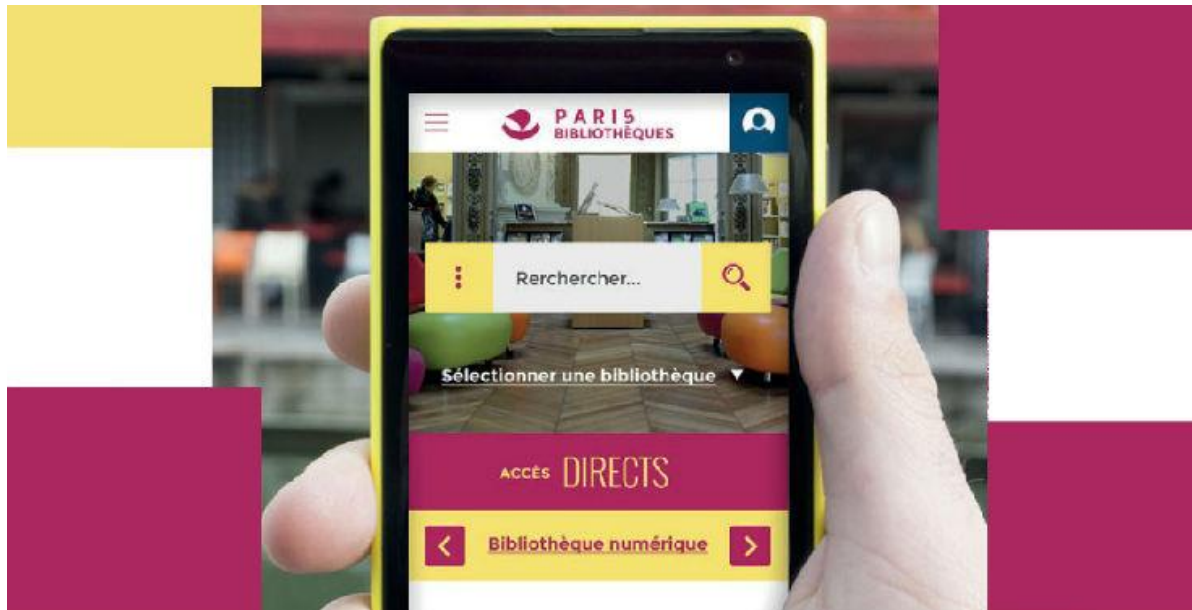 PARIS
BIBLIOTHÈQUES
Rerchercher...
Sélectionner une bibliothèque
ACCÈS DIRECTS
Bibliothèque numérique